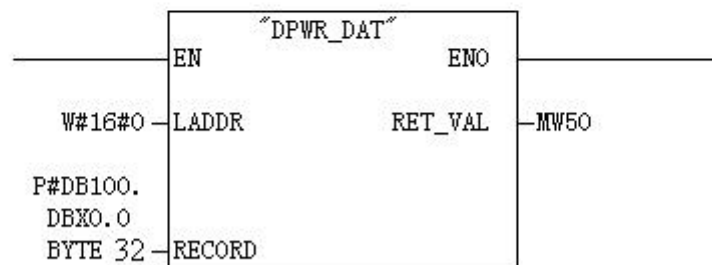 "DPWR_DAT"
EN ENO
W#16#0 LADDR RET_VAL MW50
P#DB100.
DBX0.0
BYTE 32 RECORD